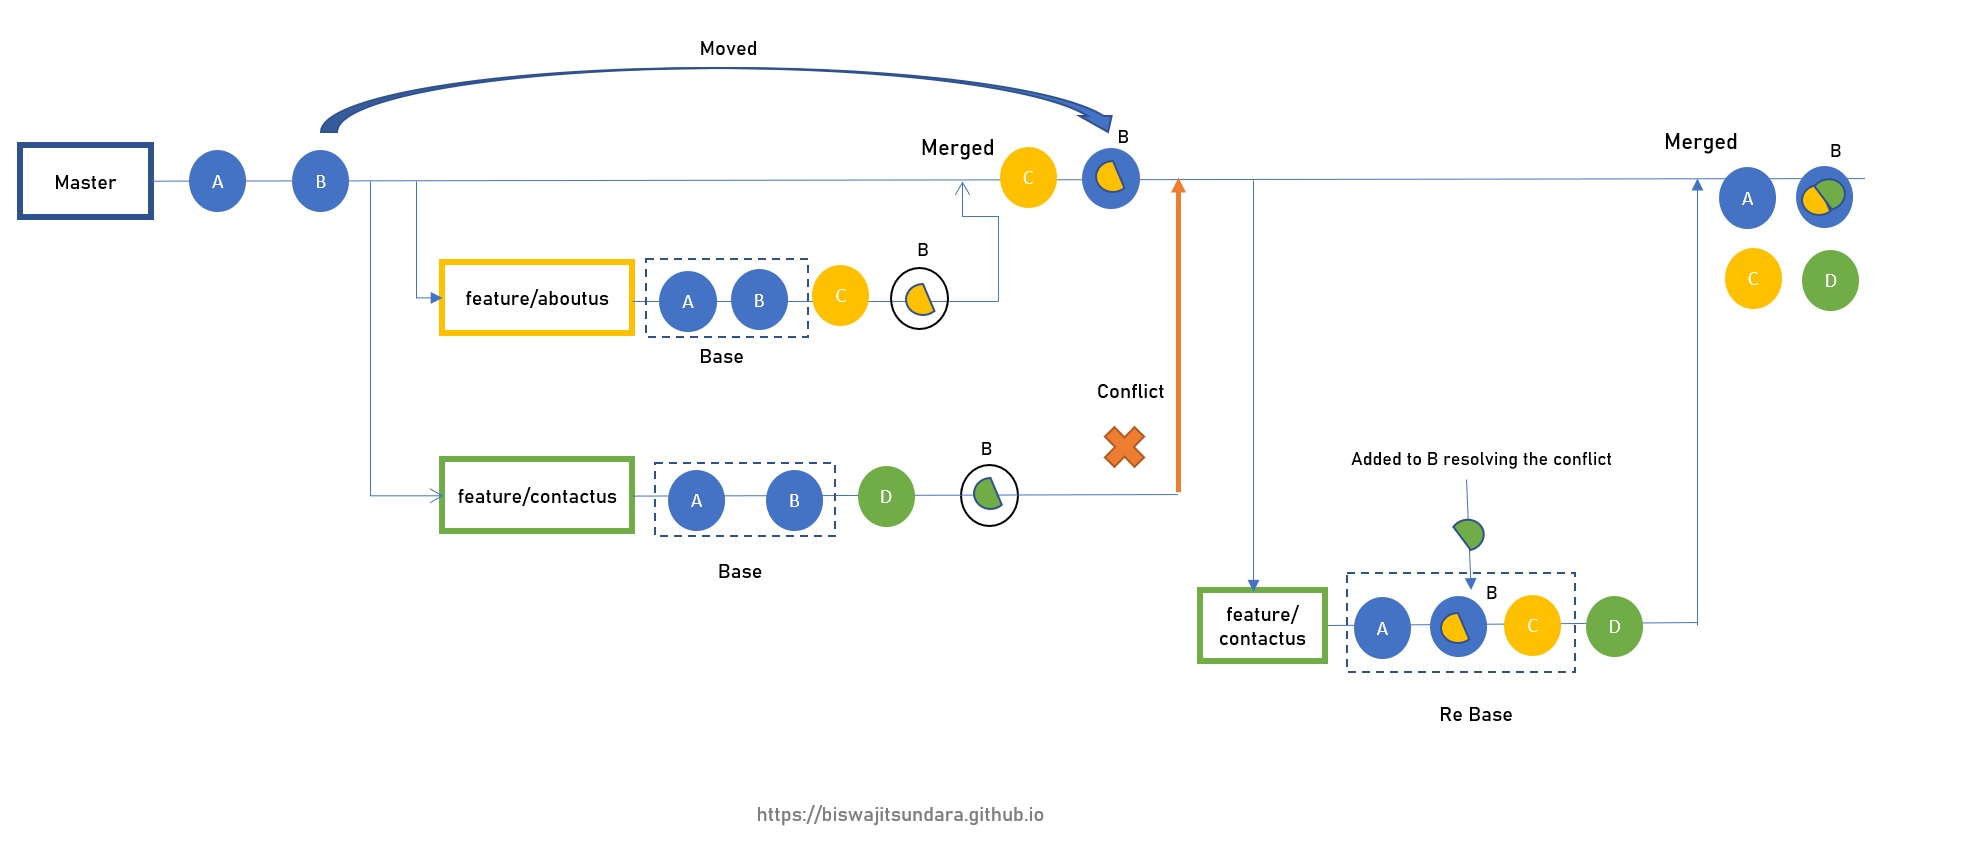 Moved
Master
A
B
Merged
C
B
Merged
A
B
C
D
feature/aboutus
A
B
C
B
Base
Conflict
feature/contactus
A
B
D
B
Base
Added to B resolving the conflict
feature/
contactus
A
B
C
D
Re Base
https://biswajitsundara.github.io